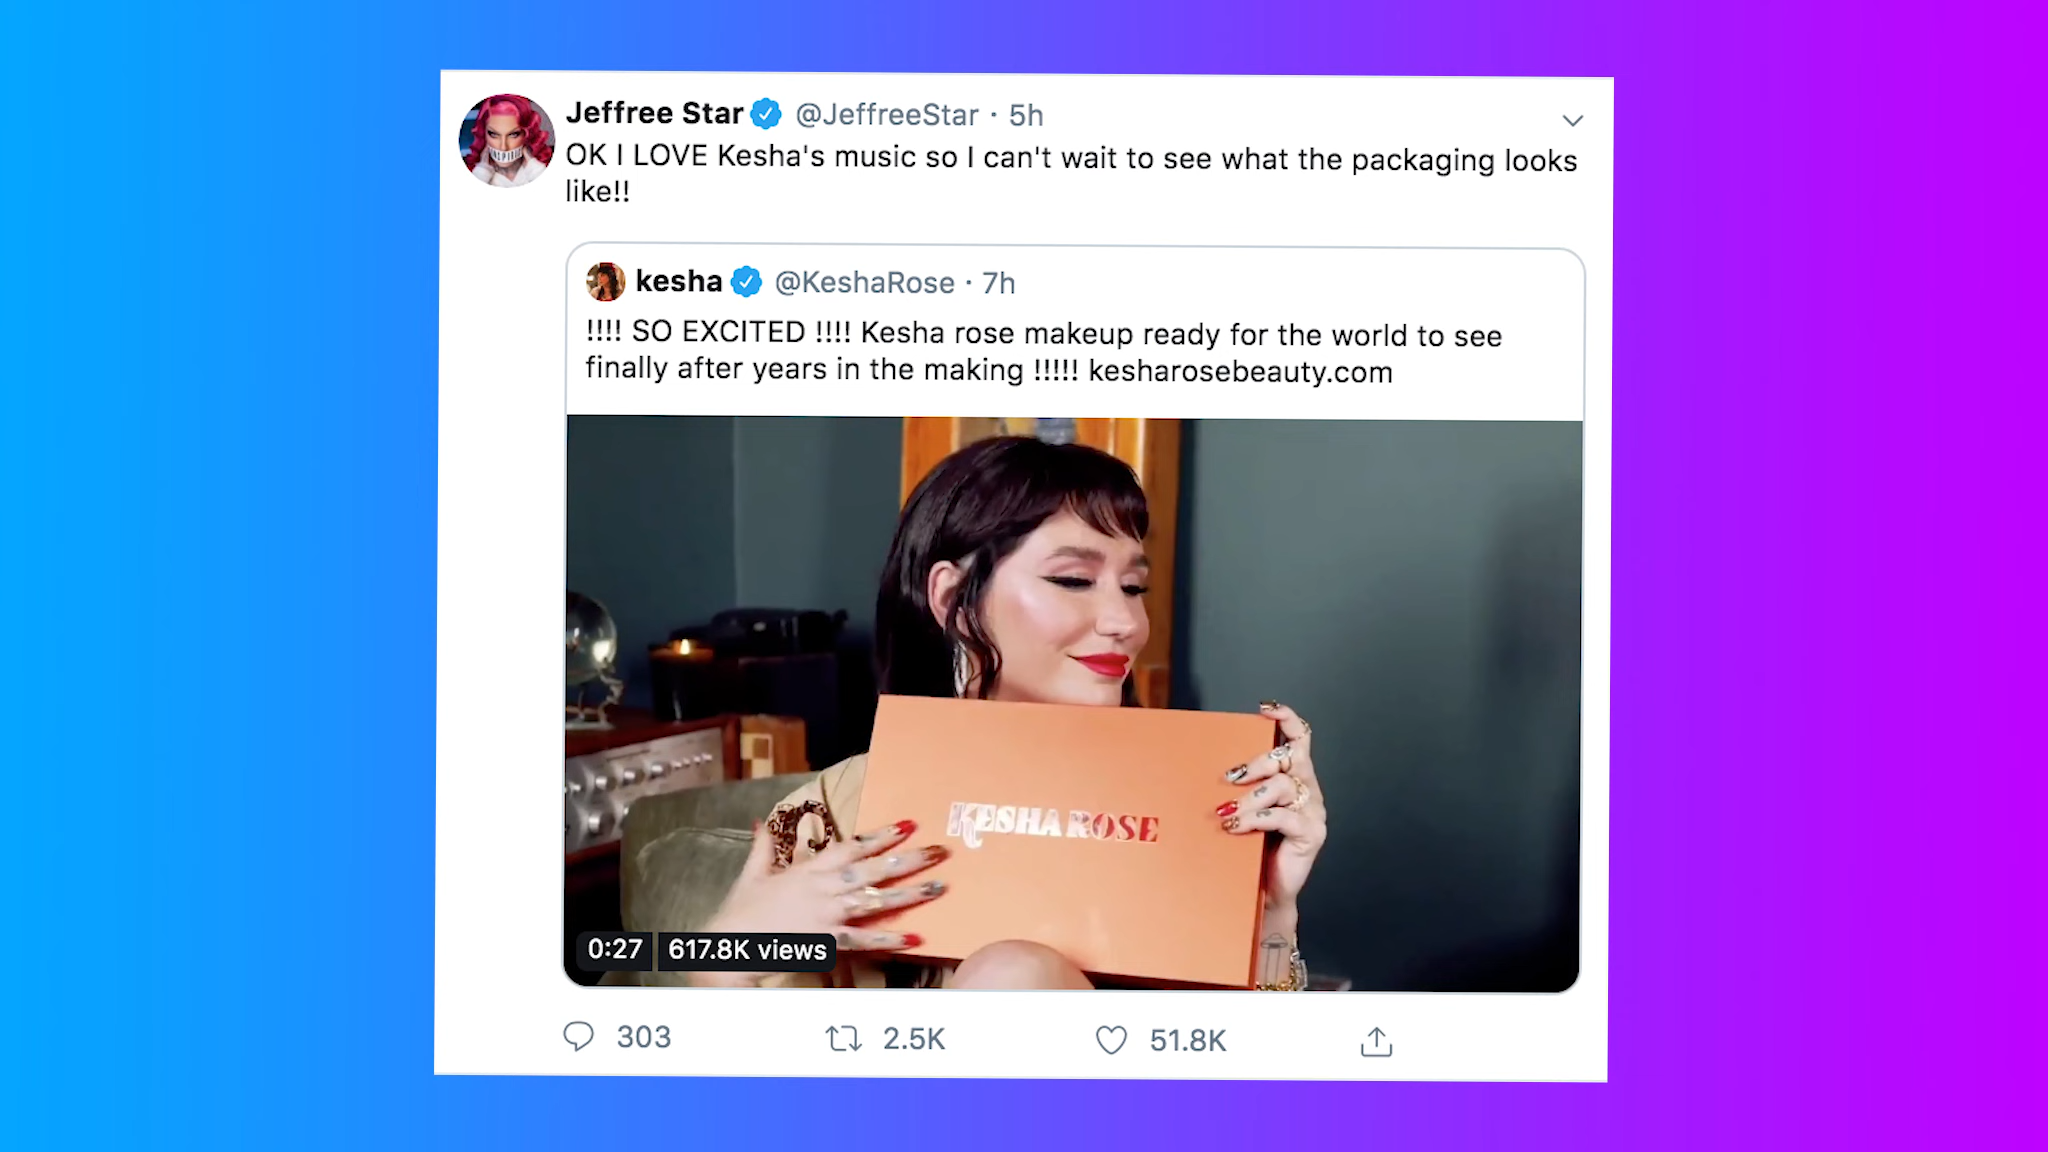 Jeffree Star @JeffreeStar · 5h
OK I LOVE Kesha's music so I can't wait to see what the packaging looks
like!!
kesha @KeshaRose · 7h
!!!! SO EXCITED !!!! Kesha rose makeup ready for the world to see
finally after years in the making !!!!! kesharosebeauty.com
KESHA ROSE
0:27 617.8K views
303 2.5K 51.8K